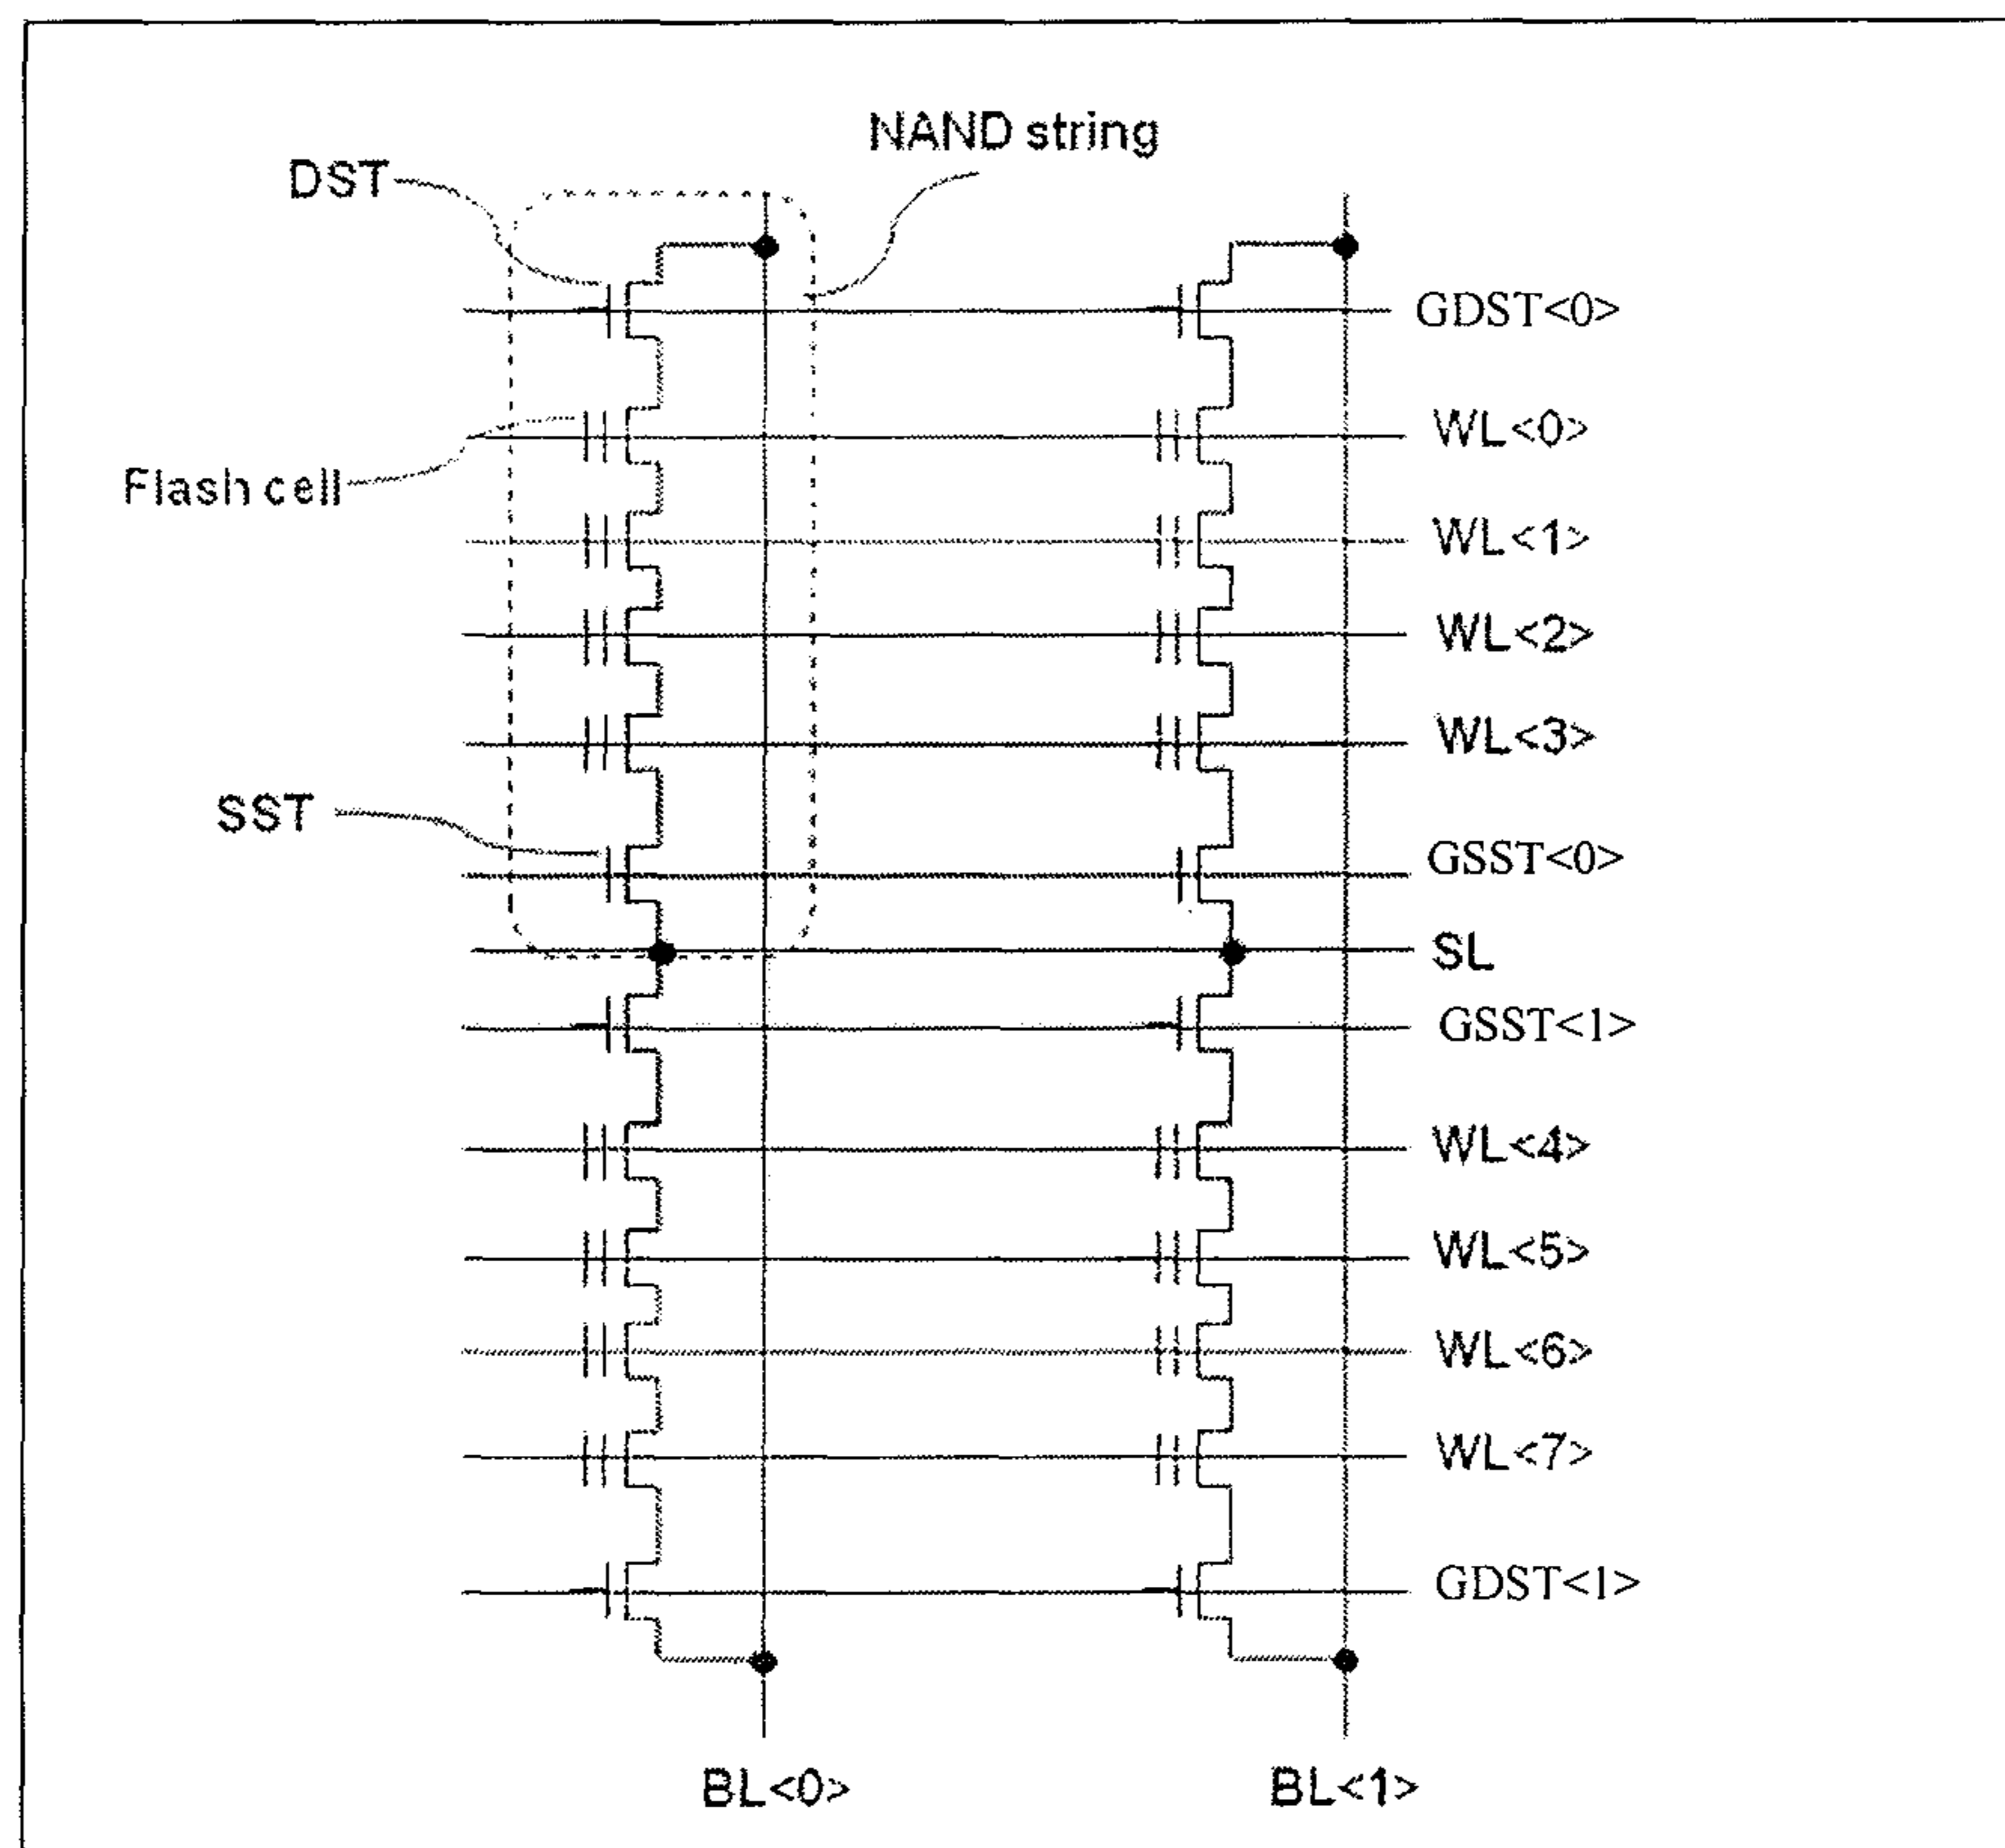 NAND string
DST
GDST<0>
WL<0>
Flash cell
WL<1>
WL<2>
WL<3>
SST
GSST<0>
SL
GSST<1>
WL<4>
WL<5>
WL<6>
WL<7>
GDST<1>
BL<0>
BL<1>